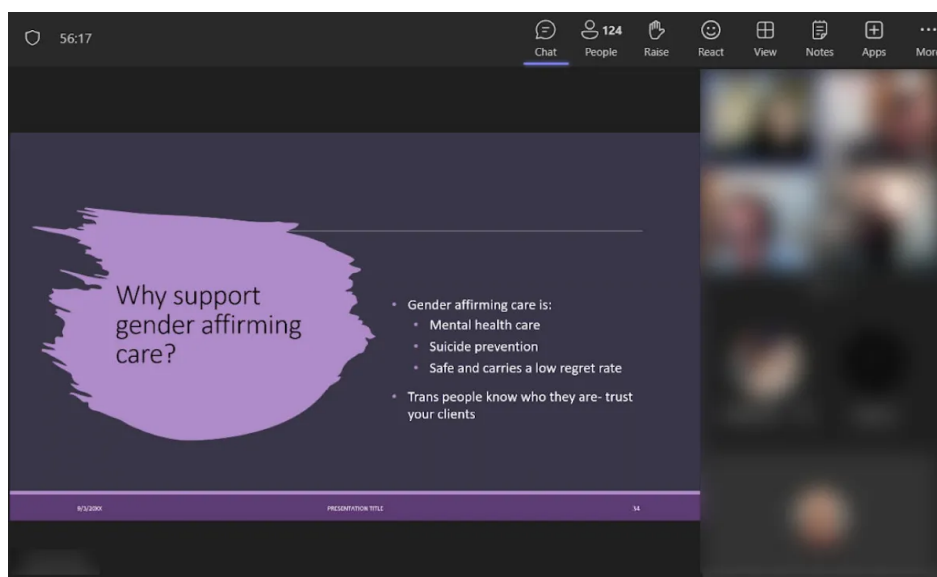 56:17
Chat
124
People
Raise
React
View
Notes
Apps
More
Why support
gender affirming
care?
• Gender affirming care is:
• Mental health care
• Suicide prevention
• Safe and carries a low regret rate
• Trans people know who they are- trust
your clients
9/3/20XX
PRESENTATION TITLE
14